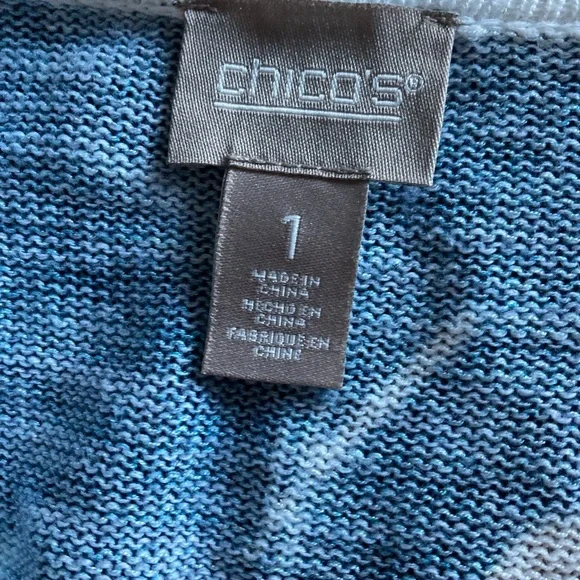 chico's®
1
MADE IN
CHINA
HECHO EN
CHINA
FABRIQUE EN
CHINE